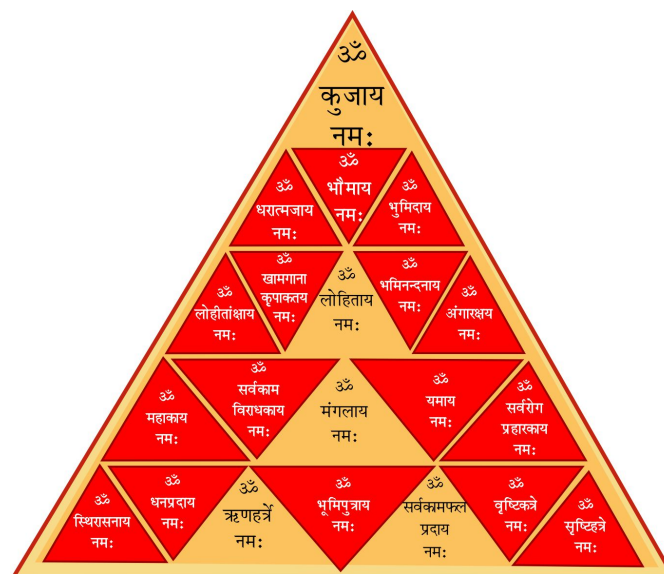 ॐ
कुजाय
नमः
ॐ
धरात्मजाय
नमः
ॐ
भौमाय
नमः
ॐ
भुमिदाय
नमः
ॐ
लोहीतांक्षाय
नमः
ॐ
खामगाना
कृपाकतय
नमः
ॐ
लोहिताय
नमः
ॐ
भमिनन्दनाय
नमः
ॐ
अंगारक्षय
नमः
ॐ
महाकाय
नमः
ॐ
सर्वकाम
विराधकाय
नमः
ॐ
मंगलाय
नमः
ॐ
यमाय
नमः
ॐ
सर्वरोग
प्रहारकाय
नमः
ॐ
स्थिरासनाय
नमः
ॐ
धनप्रदाय
नमः
ॐ
ऋणहर्त्रे
नमः
ॐ
भूमिपुत्राय
नमः
ॐ
सर्वकामफल
प्रदाय
नमः
ॐ
वृष्टिकत्रे
नमः
ॐ
सृष्टिहत्रे
नमः